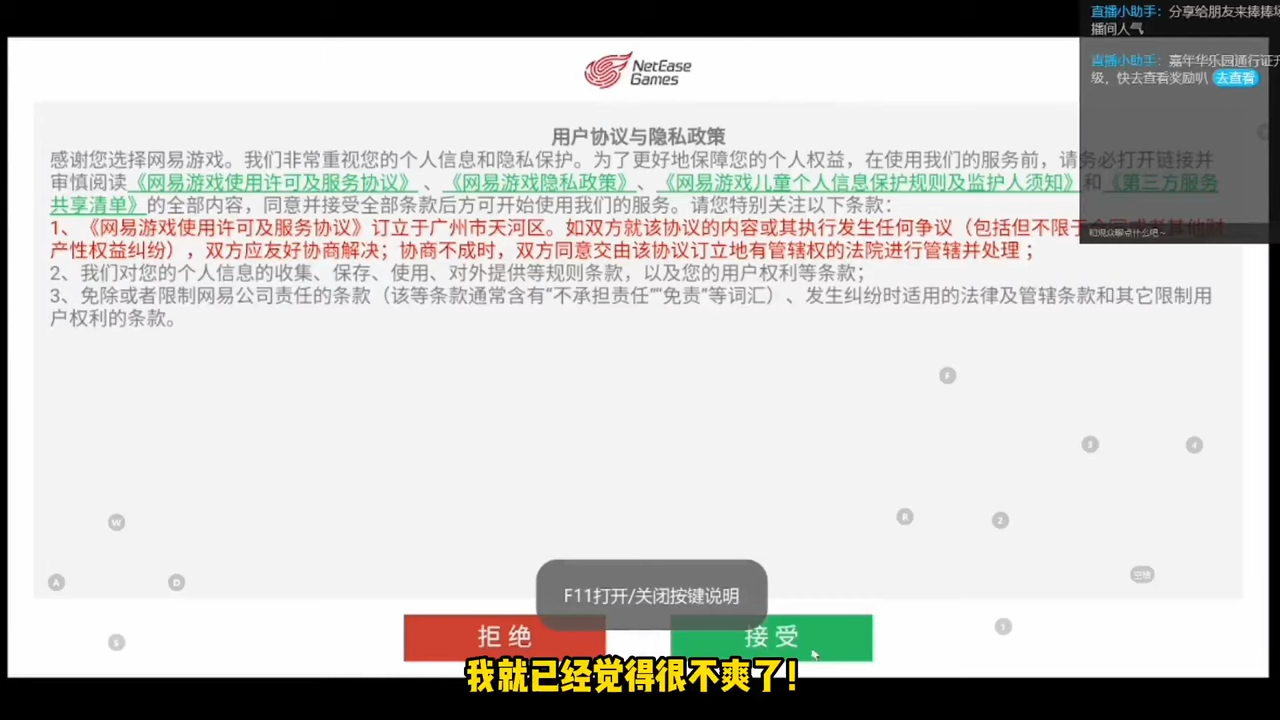 直播小助手：分享给朋友来捧捧场
播间人气
直播小助手：嘉年华乐园通行证升
级，快去查看奖励叭 去查看
和观众聊点什么吧~
NetEase
Games
用户协议与隐私政策
感谢您选择网易游戏。我们非常重视您的个人信息和隐私保护。为了更好地保障您的个人权益，在使用我们的服务前，请务必打开链接并
审慎阅读《网易游戏使用许可及服务协议》、《网易游戏隐私政策》、《网易游戏儿童个人信息保护规则及监护人须知》和《第三方服务
共享清单》的全部内容，同意并接受全部条款后方可开始使用我们的服务。请您特别关注以下条款：
1、《网易游戏使用许可及服务协议》订立于广州市天河区。如双方就该协议的内容或其执行发生任何争议（包括但不限于合同或者其他财
产性权益纠纷），双方应友好协商解决；协商不成时，双方同意交由该协议订立地有管辖权的法院进行管辖并处理；
2、我们对您的个人信息的收集、保存、使用、对外提供等规则条款，以及您的用户权利等条款；
3、免除或者限制网易公司责任的条款（该等条款通常含有“不承担责任”“免责”等词汇）、发生纠纷时适用的法律及管辖条款和其它限制用
户权利的条款。
F
3
4
W
R
2
A
D
空格
F11打开/关闭按键说明
S
1
拒绝
接受
我就已经觉得很不爽了！